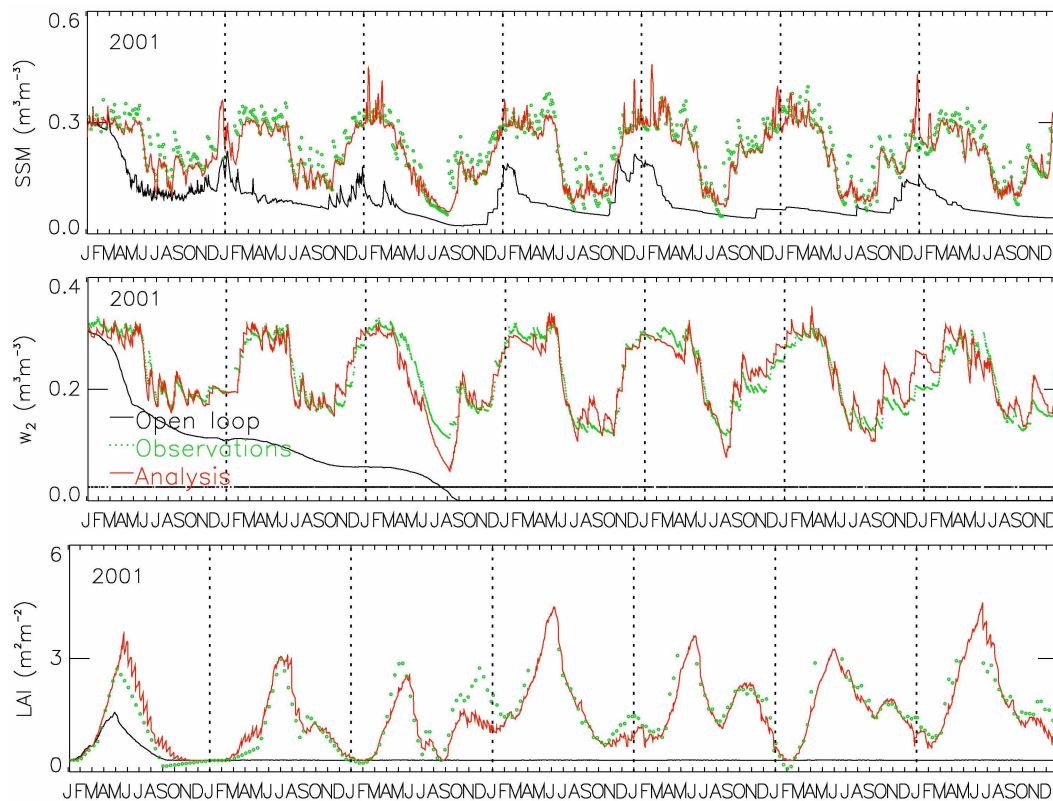 0.6
2001
SSM (m³m⁻³)
0.3
0.0
JFMAMJJASONDJFMAMJJASONDJFMAMJJASONDJFMAMJJASONDJFMAMJJASONDJFMAMJJASONDJFMAMJJASOND
0.4
2001
w₂ (m³m⁻³)
0.2
Open loop
Observations
Analysis
0.0
JFMAMJJASONDJFMAMJJASONDJFMAMJJASONDJFMAMJJASONDJFMAMJJASONDJFMAMJJASONDJFMAMJJASOND
6
2001
LAI (m²m⁻²)
3
0
JFMAMJJASONDJFMAMJJASONDJFMAMJJASONDJFMAMJJASONDJFMAMJJASONDJFMAMJJASONDJFMAMJJASOND